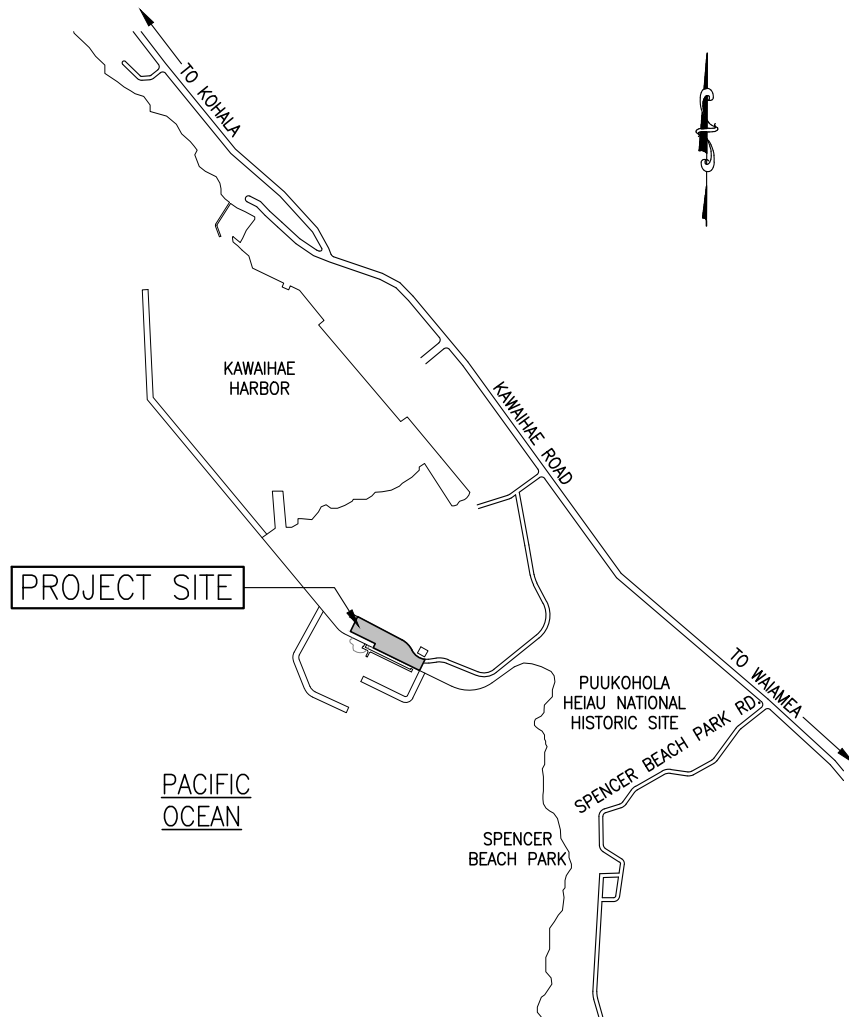 TO KOHALA
KAWAIHAE
HARBOR
KAWAIHAE ROAD
PROJECT SITE
TO WAIAMEA
PUUKOHOLA
HEIAU NATIONAL
HISTORIC SITE
SPENCER BEACH PARK RD.
PACIFIC
OCEAN
SPENCER
BEACH PARK